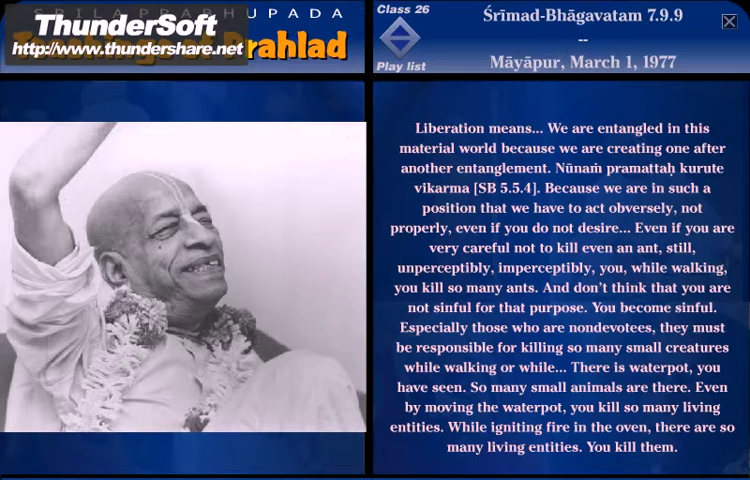 SRILA PRABHUPADA
ThunderSoft
http://www.thundershare.net
Teachings of Prahlad
Class 26
Play list
Śrīmad-Bhāgavatam 7.9.9
--
Māyāpur, March 1, 1977
Liberation means... We are entangled in this
material world because we are creating one after
another entanglement. Nūnaṁ pramattaḥ kurute
vikarma [SB 5.5.4]. Because we are in such a
position that we have to act obversely, not
properly, even if you do not desire... Even if you are
very careful not to kill even an ant, still,
unperceptibly, imperceptibly, you, while walking,
you kill so many ants. And don’t think that you are
not sinful for that purpose. You become sinful.
Especially those who are nondevotees, they must
be responsible for killing so many small creatures
while walking or while... There is waterpot, you
have seen. So many small animals are there. Even
by moving the waterpot, you kill so many living
entities. While igniting fire in the oven, there are so
many living entities. You kill them.